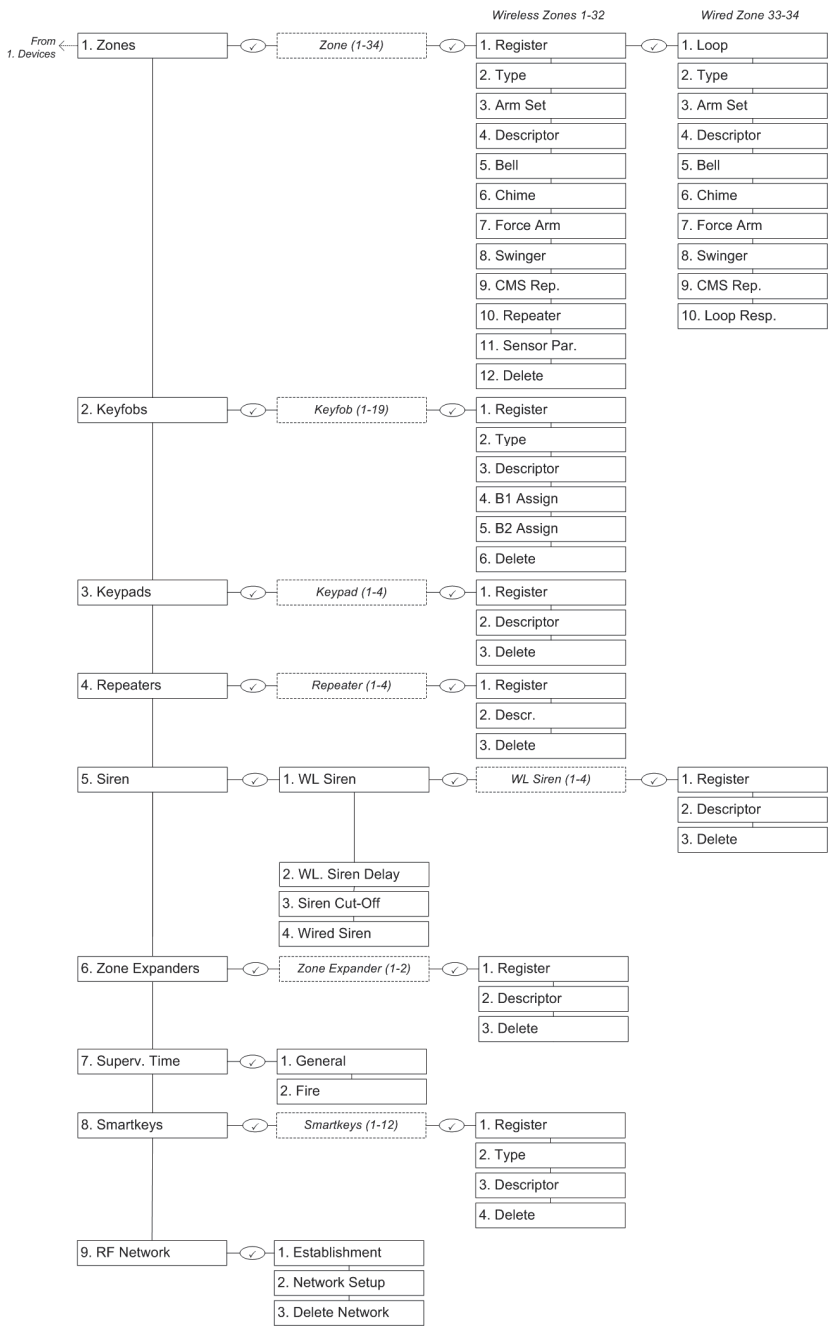 Wireless Zones 1-32
Wired Zone 33-34
From
1. Devices
1. Zones
Zone (1-34)
1. Register
2. Type
3. Arm Set
4. Descriptor
5. Bell
6. Chime
7. Force Arm
8. Swinger
9. CMS Rep.
10. Repeater
11. Sensor Par.
12. Delete
1. Loop
2. Type
3. Arm Set
4. Descriptor
5. Bell
6. Chime
7. Force Arm
8. Swinger
9. CMS Rep.
10. Loop Resp.
2. Keyfobs
Keyfob (1-19)
1. Register
2. Type
3. Descriptor
4. B1 Assign
5. B2 Assign
6. Delete
3. Keypads
Keypad (1-4)
1. Register
2. Descriptor
3. Delete
4. Repeaters
Repeater (1-4)
1. Register
2. Descr.
3. Delete
5. Siren
1. WL Siren
WL Siren (1-4)
1. Register
2. Descriptor
3. Delete
2. WL. Siren Delay
3. Siren Cut-Off
4. Wired Siren
6. Zone Expanders
Zone Expander (1-2)
1. Register
2. Descriptor
3. Delete
7. Superv. Time
1. General
2. Fire
8. Smartkeys
Smartkeys (1-12)
1. Register
2. Type
3. Descriptor
4. Delete
9. RF Network
1. Establishment
2. Network Setup
3. Delete Network